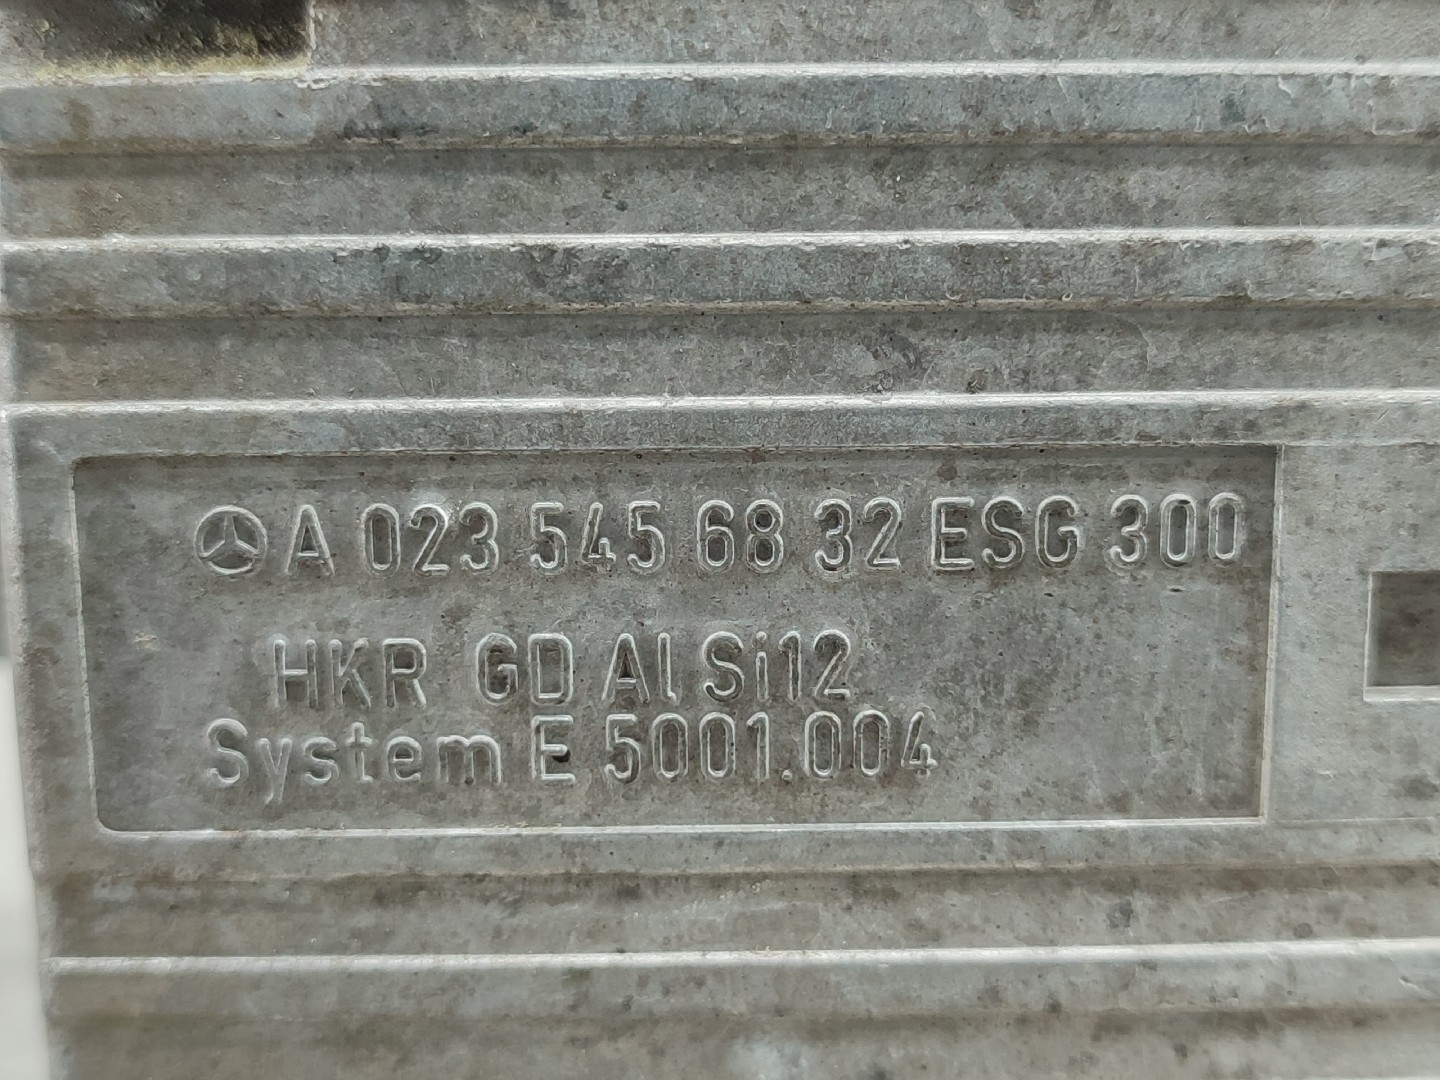 A 023 545 68 32 ESG 300
HKR GD Al Si12
System E 5001.004